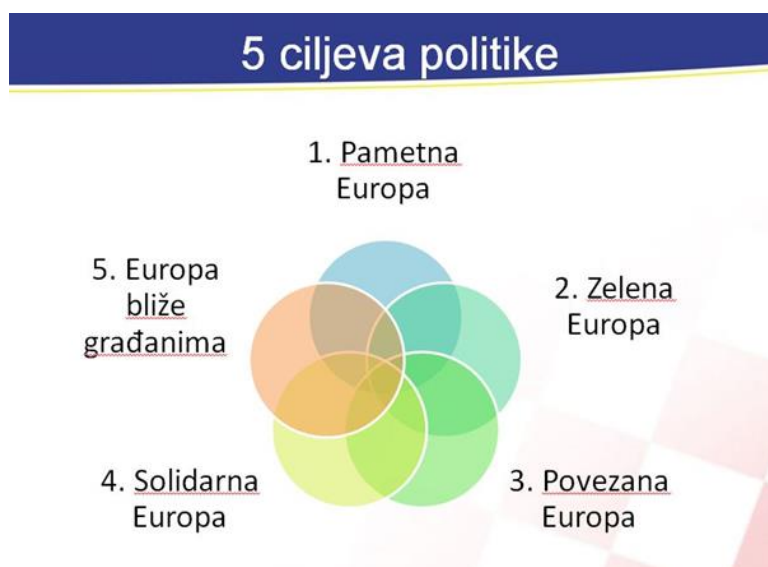 5 ciljeva politike
1. Pametna
Europa
2. Zelena
Europa
3. Povezana
Europa
4. Solidarna
Europa
5. Europa
bliže
građanima